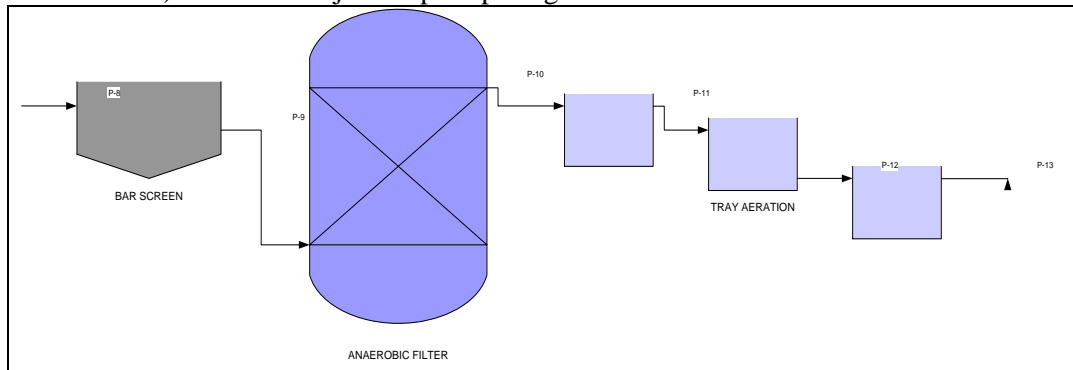 P-8
P-9
P-10
P-11
P-12
P-13
BAR SCREEN
TRAY AERATION
ANAEROBIC FILTER